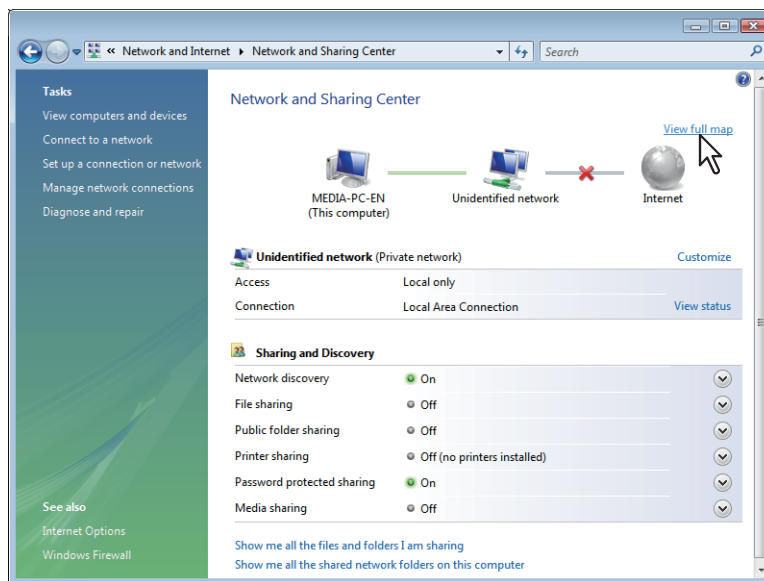 « Network and Internet ▸ Network and Sharing Center
Search
Tasks
View computers and devices
Connect to a network
Set up a connection or network
Manage network connections
Diagnose and repair
See also
Internet Options
Windows Firewall
Network and Sharing Center
View full map
MEDIA-PC-EN
(This computer)
Unidentified network
Internet
Unidentified network (Private network)
Customize
Access Local only
Connection Local Area Connection View status
Sharing and Discovery
Network discovery On
File sharing Off
Public folder sharing Off
Printer sharing Off (no printers installed)
Password protected sharing On
Media sharing Off
Show me all the files and folders I am sharing
Show me all the shared network folders on this computer